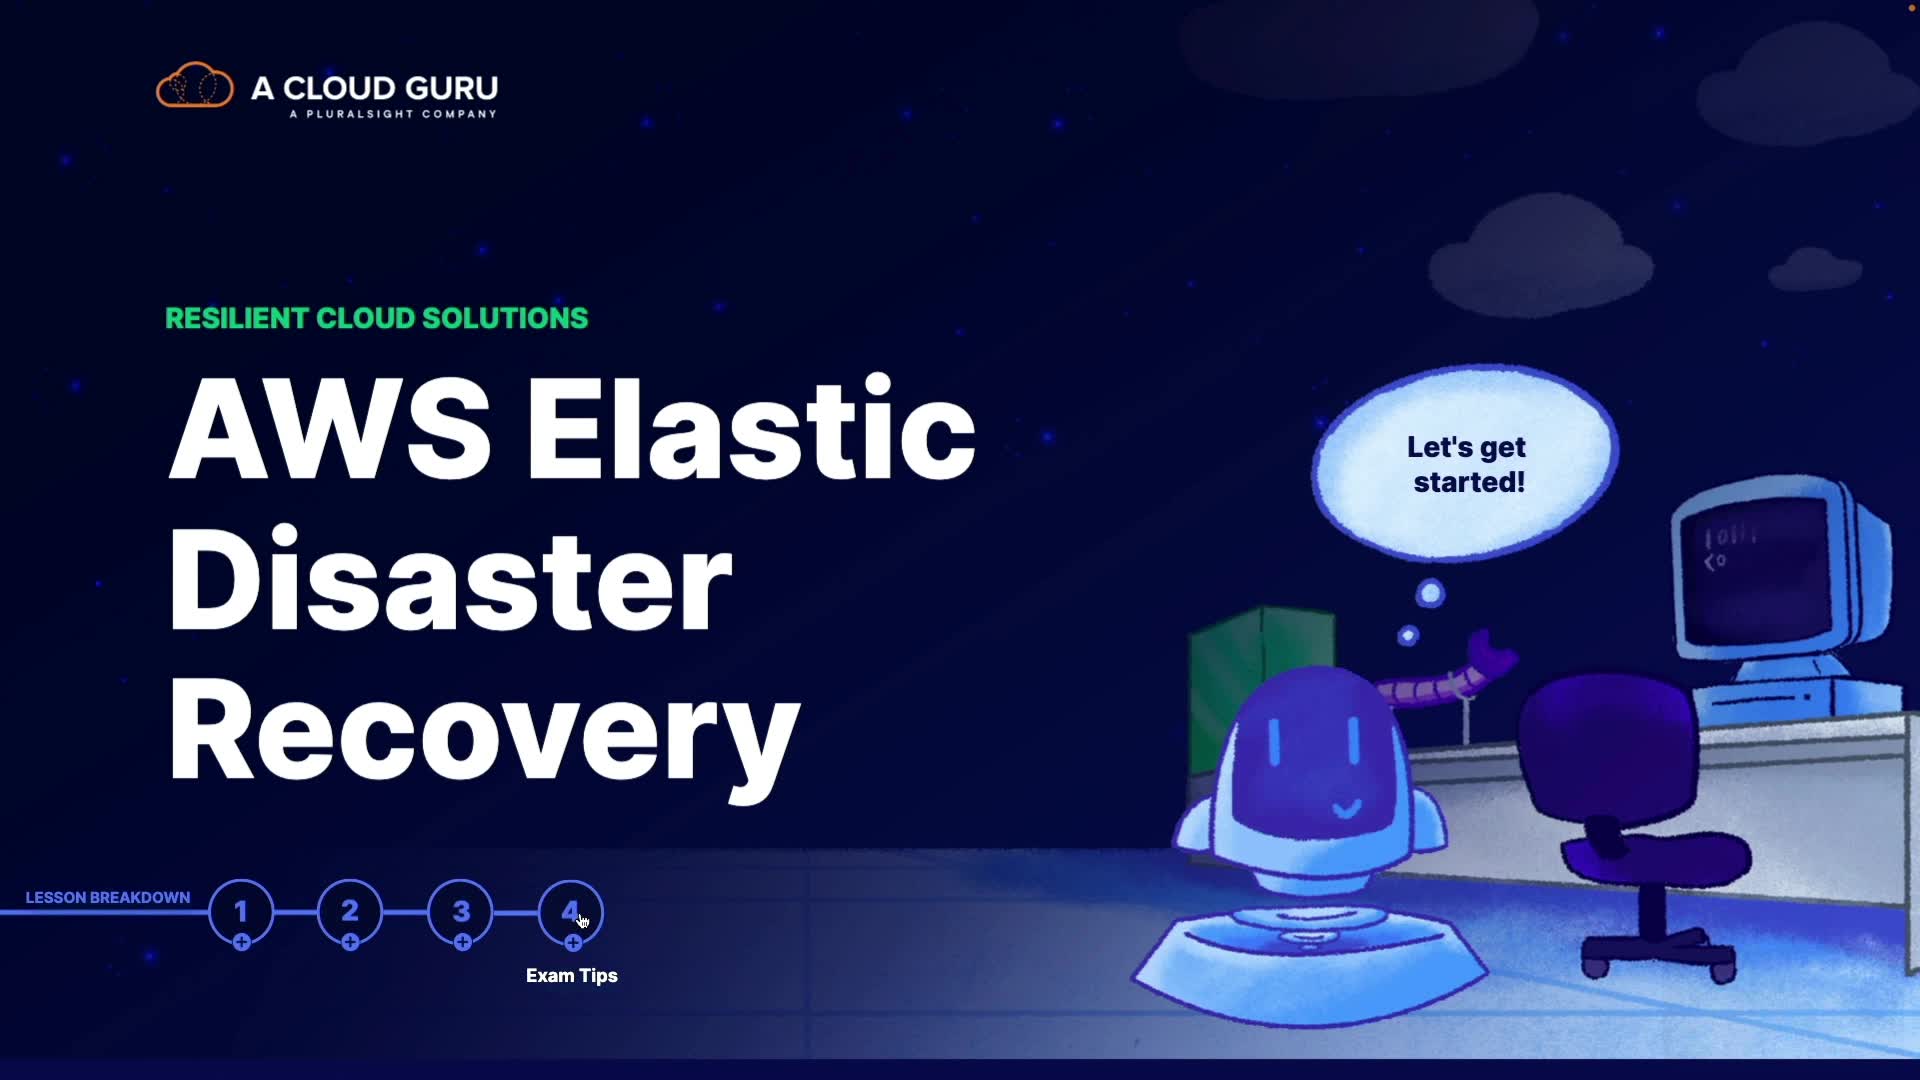 A CLOUD GURU
A PLURALSIGHT COMPANY
RESILIENT CLOUD SOLUTIONS
AWS Elastic
Disaster
Recovery
Let's get
started!
LESSON BREAKDOWN
1
2
3
4
Exam Tips